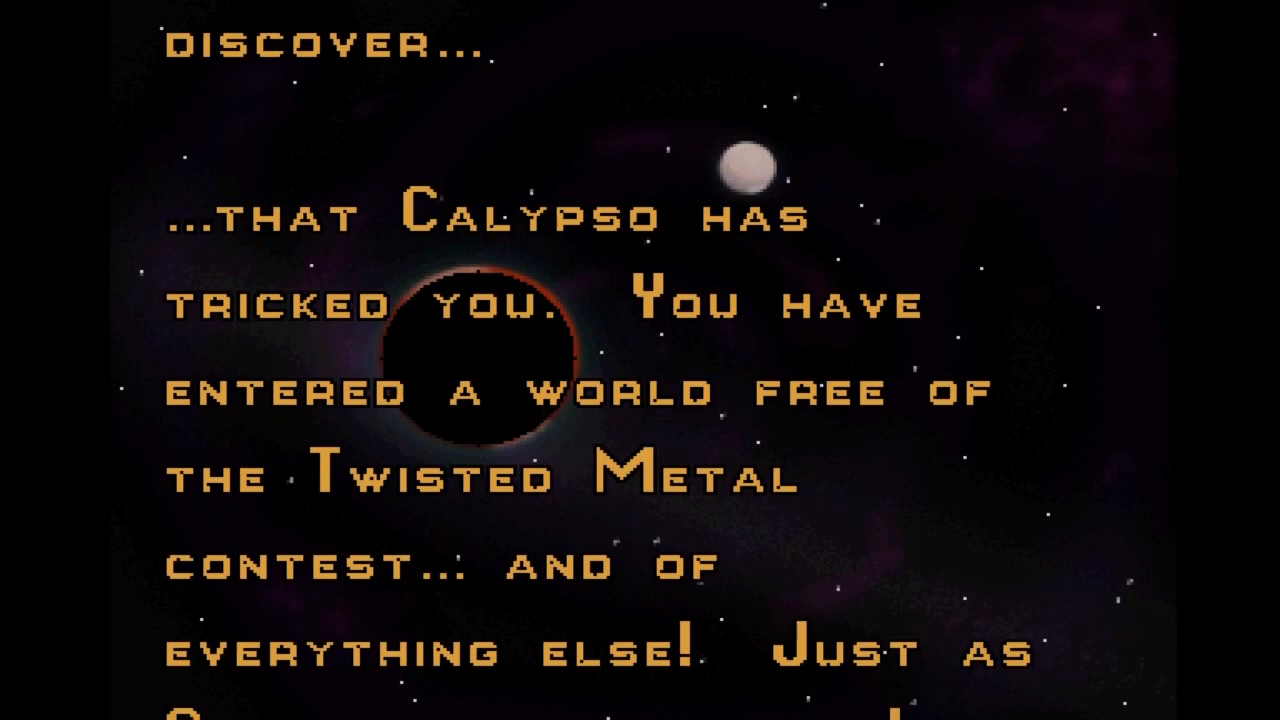 DISCOVER...
...THAT CALYPSO HAS
TRICKED YOU. YOU HAVE
ENTERED A WORLD FREE OF
THE TWISTED METAL
CONTEST... AND OF
EVERYTHING ELSE! JUST AS